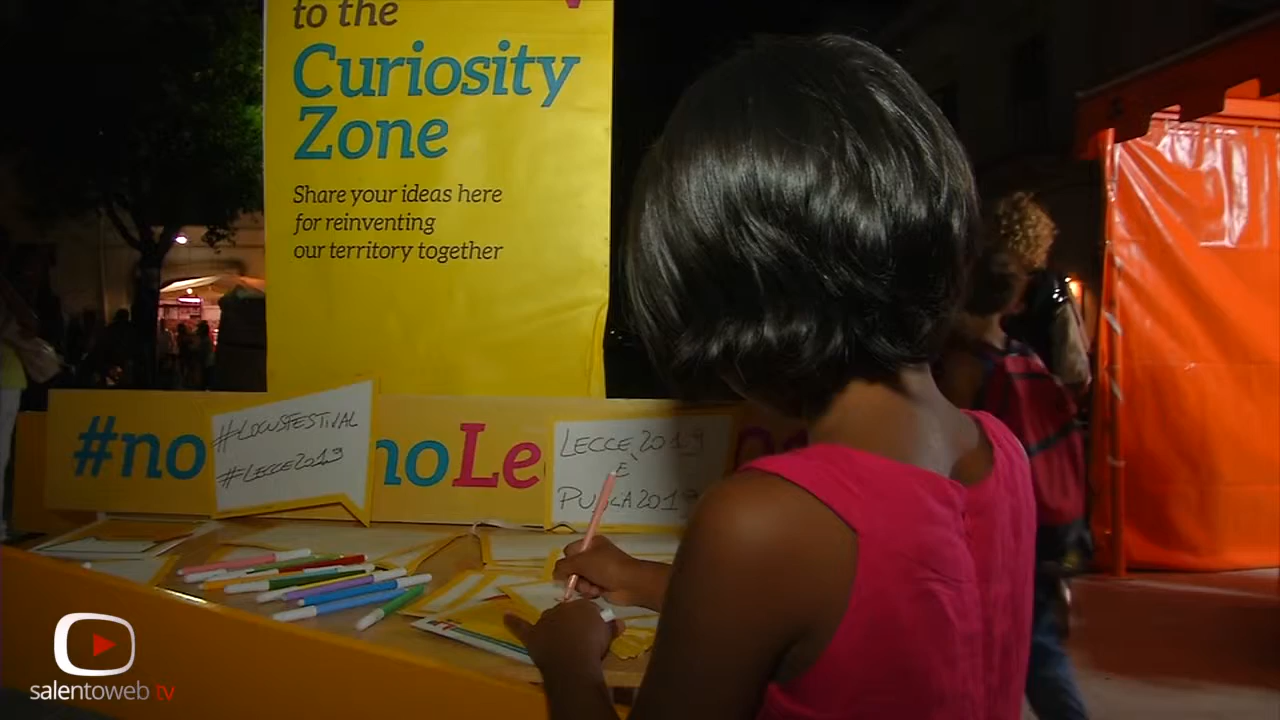 to the
Curiosity
Zone
Share your ideas here
for reinventing
our territory together
#no
noLe
#LOCUSFESTIVAL
#LECCE2019
LECCE2019
È
PUGLIA2019
salentoweb tv